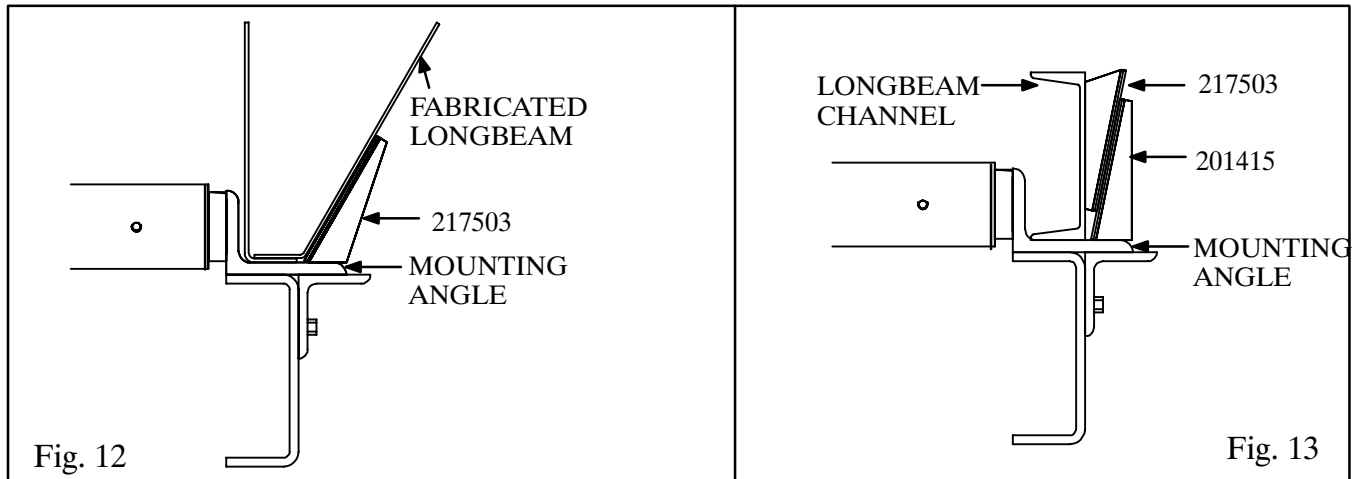 FABRICATED
LONGBEAM
217503
MOUNTING
ANGLE
Fig. 12
LONGBEAM
CHANNEL
217503
201415
MOUNTING
ANGLE
Fig. 13